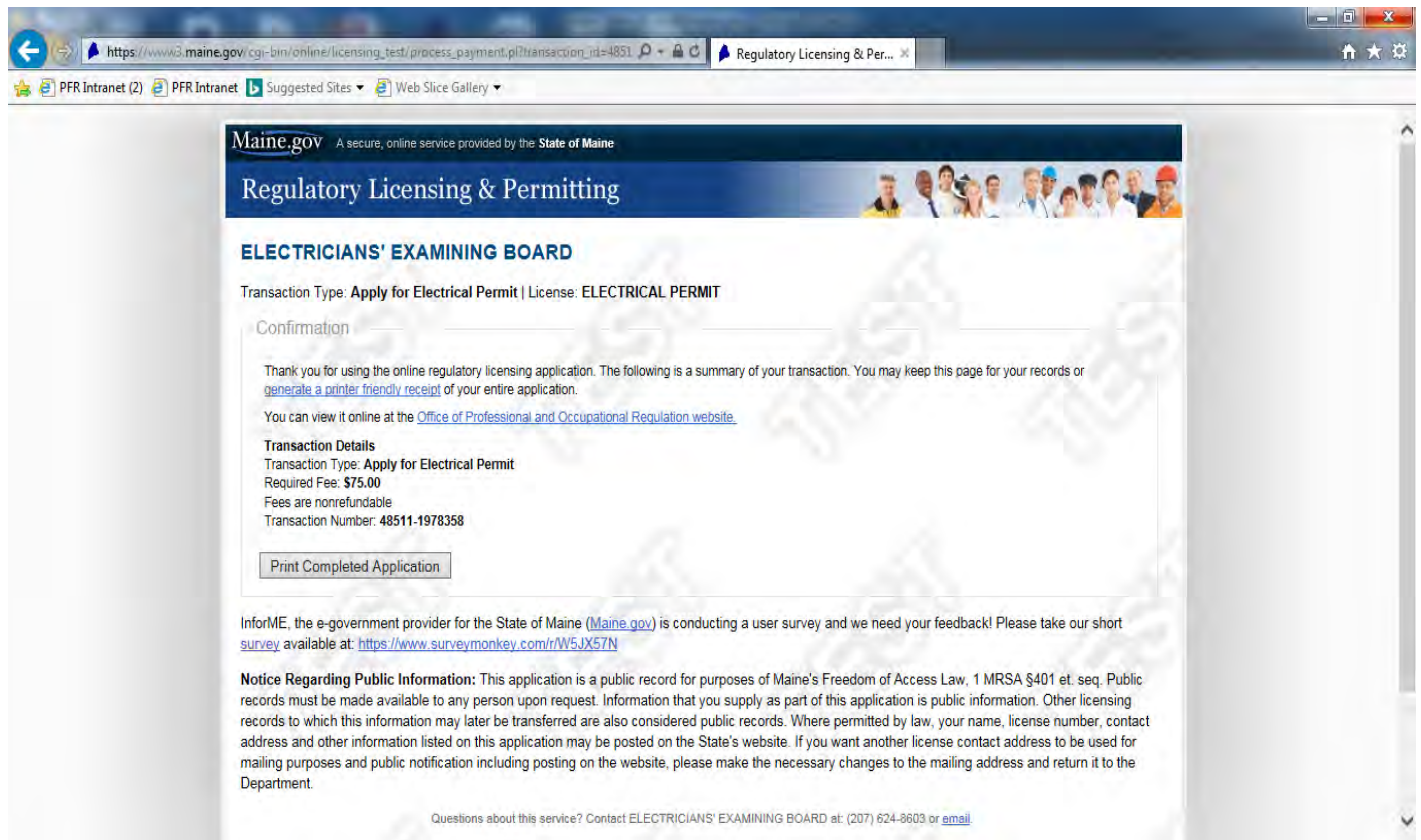 https://www3.maine.gov/cgi-bin/online/licensing_test/process_payment.pl?transaction_id=4851
Regulatory Licensing & Per...
PFR Intranet (2) PFR Intranet Suggested Sites Web Slice Gallery
Maine.gov A secure, online service provided by the State of Maine
Regulatory Licensing & Permitting
ELECTRICIANS' EXAMINING BOARD
Transaction Type: Apply for Electrical Permit | License: ELECTRICAL PERMIT
Confirmation
Thank you for using the online regulatory licensing application. The following is a summary of your transaction. You may keep this page for your records or
generate a printer friendly receipt of your entire application.
You can view it online at the Office of Professional and Occupational Regulation website.
Transaction Details
Transaction Type: Apply for Electrical Permit
Required Fee: $75.00
Fees are nonrefundable
Transaction Number: 48511-1978358
Print Completed Application
InforME, the e-government provider for the State of Maine (Maine.gov) is conducting a user survey and we need your feedback! Please take our short
survey available at: https://www.surveymonkey.com/r/W5JX57N
Notice Regarding Public Information: This application is a public record for purposes of Maine's Freedom of Access Law, 1 MRSA §401 et. seq. Public
records must be made available to any person upon request. Information that you supply as part of this application is public information. Other licensing
records to which this information may later be transferred are also considered public records. Where permitted by law, your name, license number, contact
address and other information listed on this application may be posted on the State's website. If you want another license contact address to be used for
mailing purposes and public notification including posting on the website, please make the necessary changes to the mailing address and return it to the
Department.
Questions about this service? Contact ELECTRICIANS' EXAMINING BOARD at: (207) 624-8603 or email.
TEST
TEST
TEST
TEST
TEST
TEST